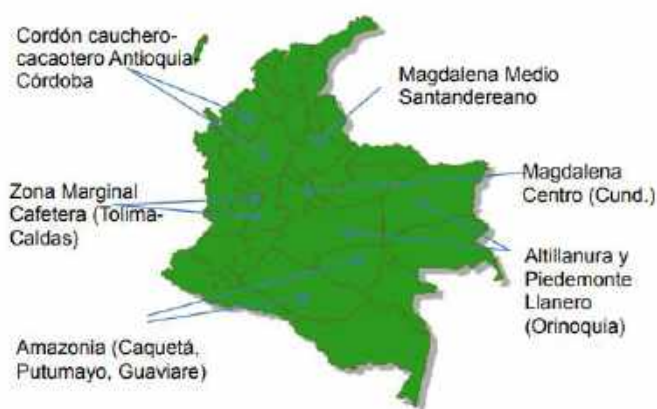 Cordón cauchero-
cacaotero Antioquia-
Córdoba
Magdalena Medio
Santandereano
Zona Marginal
Cafetera (Tolima-
Caldas)
Magdalena
Centro (Cund.)
Altillanura y
Piedemonte
Llanero
(Orinoquia)
Amazonia (Caquetá,
Putumayo, Guaviare)